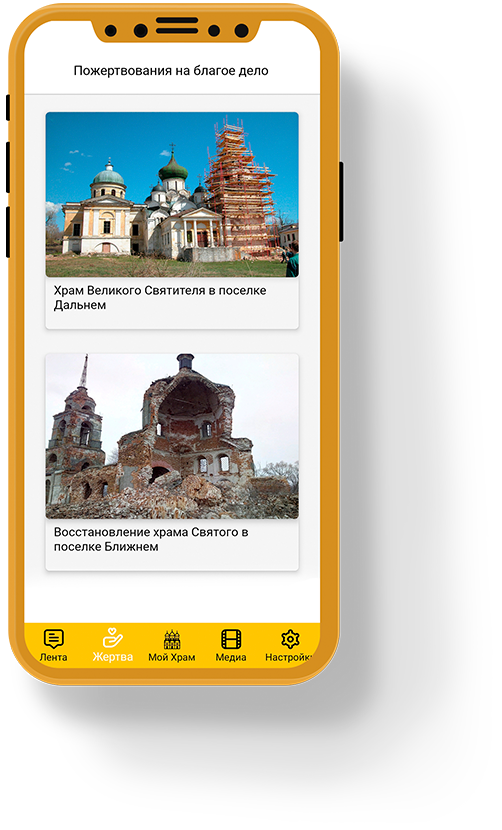 Пожертвования на благое дело
Храм Великого Святителя в поселке
Дальнем
Восстановление храма Святого в
поселке Ближнем
Лента
Жертва
Мой Храм
Медиа
Настройки